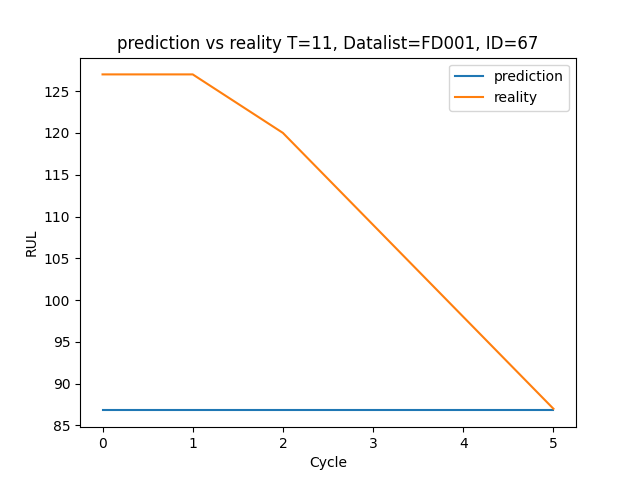 prediction vs reality T=11, Datalist=FD001, ID=67
prediction
reality
RUL
125
120
115
110
105
100
95
90
85
0 1 2 3 4 5
Cycle